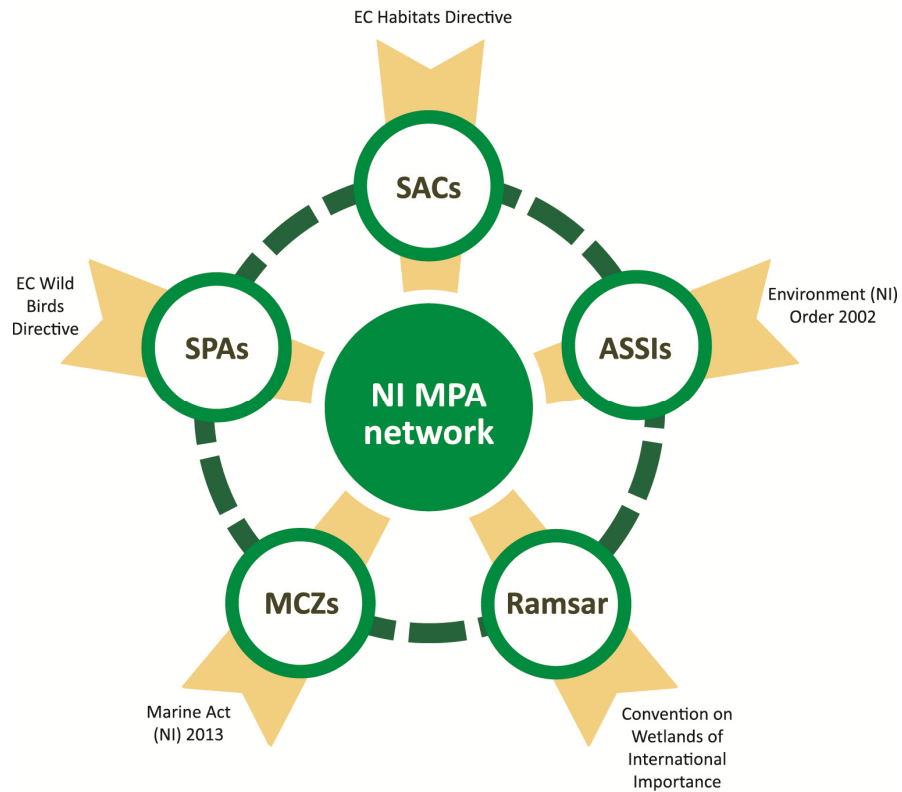 EC Habitats Directive
SACs
EC Wild
Birds
Directive
SPAs
Environment (NI)
Order 2002
ASSIs
NI MPA
network
MCZs
Ramsar
Marine Act
(NI) 2013
Convention on
Wetlands of
International
Importance